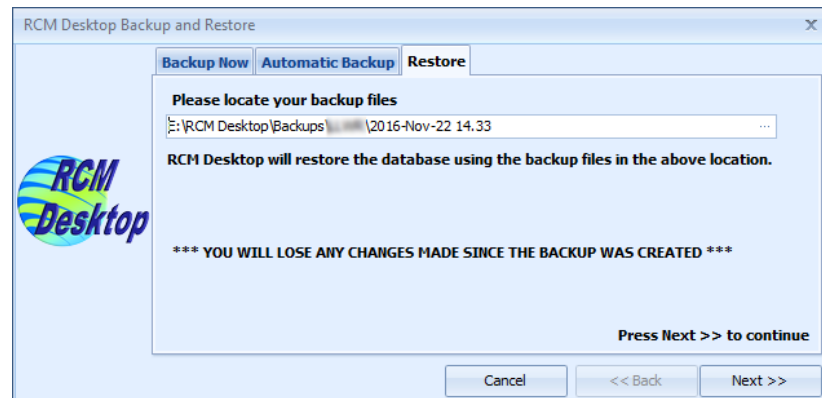 RCM Desktop Backup and Restore x
Backup Now Automatic Backup Restore
Please locate your backup files
E:\RCM Desktop\Backups\ \2016-Nov-22 14.33 ...
RCM Desktop will restore the database using the backup files in the above location.
RCM
Desktop
*** YOU WILL LOSE ANY CHANGES MADE SINCE THE BACKUP WAS CREATED ***
Press Next >> to continue
Cancel << Back Next >>